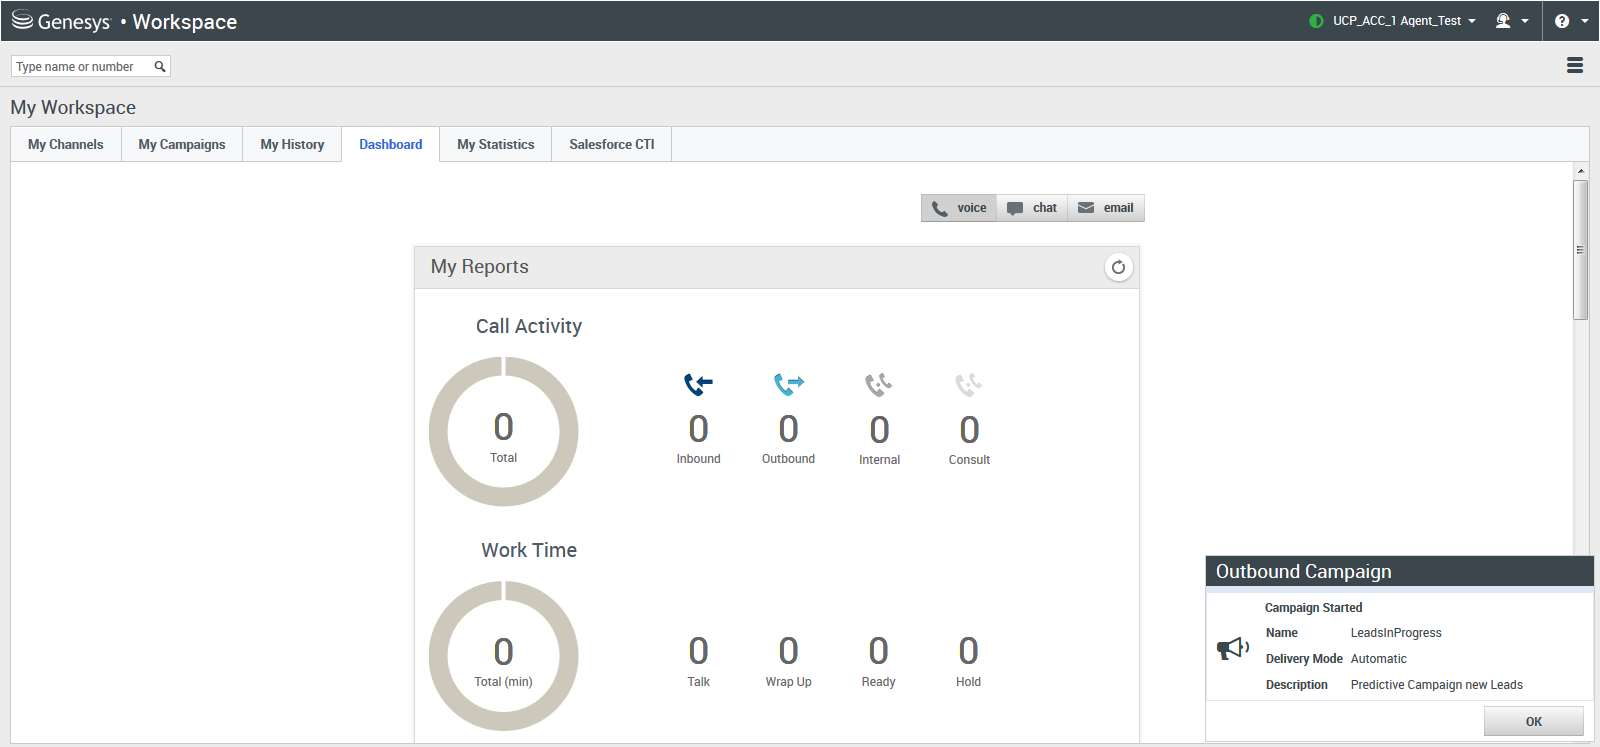 Genesys • Workspace
UCP_ACC_1 Agent_Test
?
Type name or number
My Workspace
My Channels
My Campaigns
My History
Dashboard
My Statistics
Salesforce CTI
voice
chat
email
My Reports
Call Activity
0
Total
0
Inbound
0
Outbound
0
Internal
0
Consult
Work Time
0
Total (min)
0
Talk
0
Wrap Up
0
Ready
0
Hold
Outbound Campaign
Campaign Started
Name LeadsInProgress
Delivery Mode Automatic
Description Predictive Campaign new Leads
OK